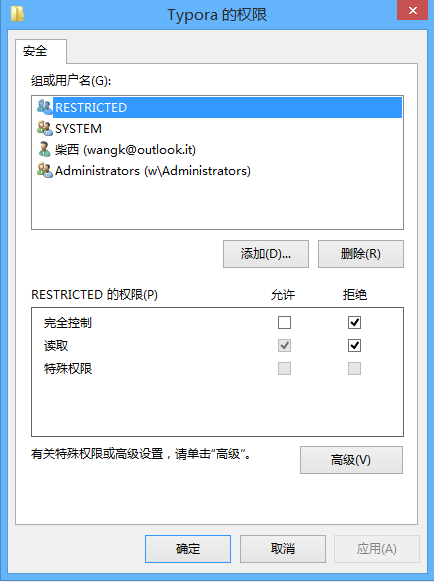 Typora 的权限
安全
组或用户名(G):
RESTRICTED
SYSTEM
柴西 (wangk@outlook.it)
Administrators (w\Administrators)
添加(D)... 删除(R)
RESTRICTED 的权限(P) 允许 拒绝
完全控制
读取
特殊权限
有关特殊权限或高级设置，请单击“高级”。 高级(V)
确定 取消 应用(A)